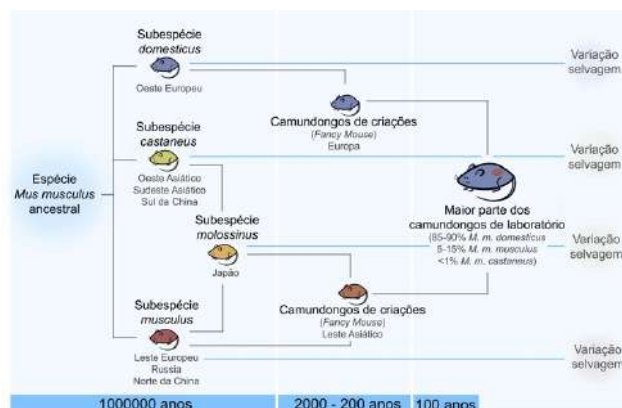 Subespécie
domesticus
Oeste Europeu
Variação
selvagem
Camundongos de criações
(Fancy Mouse)
Europa
Subespécie
castaneus
Oeste Asiático
Sudeste Asiático
Sul da China
Variação
selvagem
Espécie
Mus musculus
ancestral
Maior parte dos
camundongos de laboratório
(85-90% M. m. domesticus
5-15% M. m. musculus
<1% M. m. castaneus)
Subespécie
molossinus
Japão
Variação
selvagem
Subespécie
musculus
Leste Europeu
Russia
Norte da China
Camundongos de criações
(Fancy Mouse)
Leste Asiático
Variação
selvagem
1000000 anos
2000 - 200 anos
100 anos